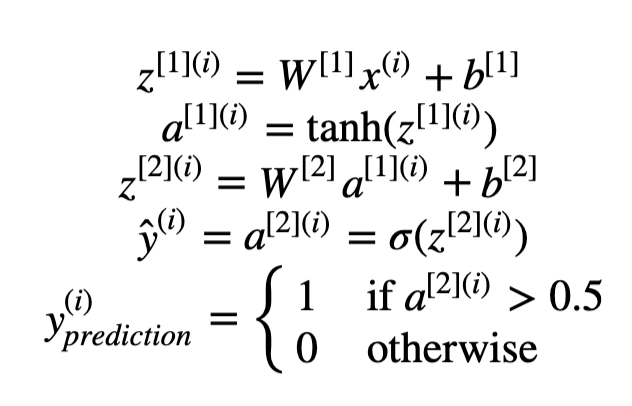 z^{[1](i)} = W^{[1]} x^{(i)} + b^{[1]}
a^{[1](i)} = tanh(z^{[1](i)})
z^{[2](i)} = W^{[2]} a^{[1](i)} + b^{[2]}
ŷ^{(i)} = a^{[2](i)} = σ(z^{[2](i)})
y^{(i)}_{prediction} = { 1 if a^{[2](i)} > 0.5
0 otherwise